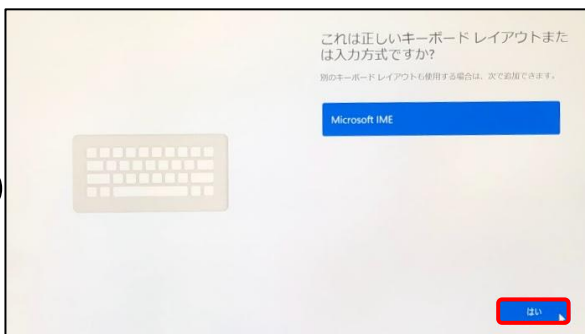 これは正しいキーボード レイアウトまた
は入力方式ですか?
別のキーボード レイアウトも使用する場合は、次で追加できます。
Microsoft IME
はい